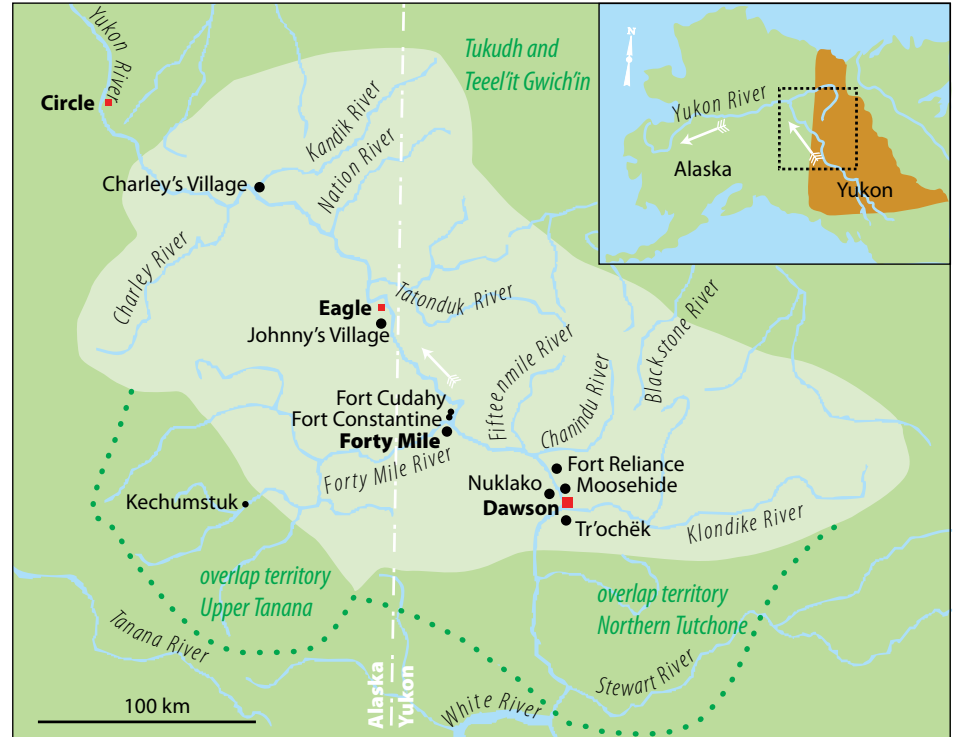 Yukon River
Circle
Tukudh and
Teeel'it Gwich'in
N
Yukon River
Alaska
Yukon
Kandik River
Nation River
Charley's Village
Charley River
Eagle
Johnny's Village
Tatonduk River
Fifteenmile River
Chanindu River
Blackstone River
Fort Cudahy
Fort Constantine
Forty Mile
Forty Mile River
Fort Reliance
Nuklako
Moosehide
Dawson
Tr'ochëk
Klondike River
Kechumstuk
overlap territory
Upper Tanana
overlap territory
Northern Tutchone
Tanana River
Stewart River
White River
Alaska
Yukon
100 km